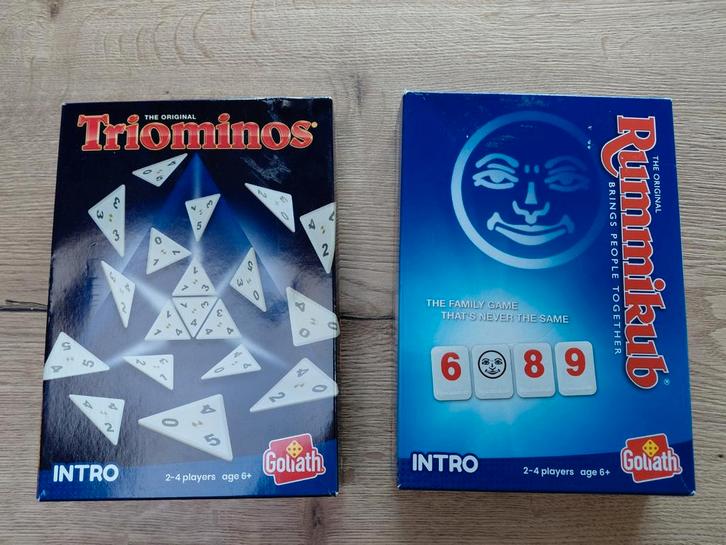 THE ORIGINAL
Triominos®
INTRO
2-4 players age 6+
Goliath
THE ORIGINAL
Rummikub®
BRINGS PEOPLE TOGETHER
THE FAMILY GAME
THAT'S NEVER THE SAME
6 8 9
INTRO
2-4 players age 6+
Goliath